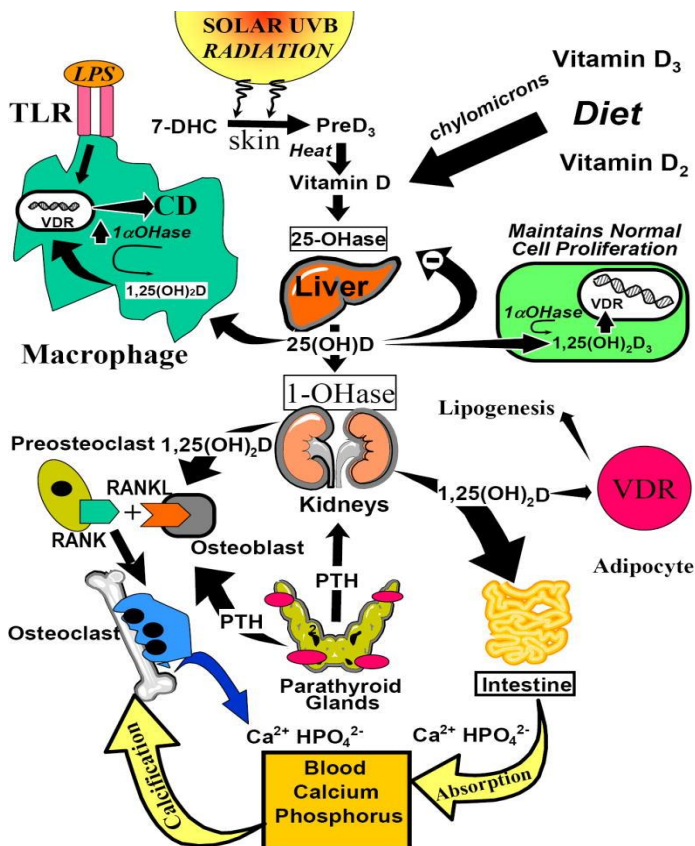 SOLAR UVB
RADIATION
LPS
TLR
7-DHC
skin
PreD₃
Heat
Vitamin D
chylomicrons
Vitamin D₃
Diet
Vitamin D₂
VDR
CD
1αOHase
1,25(OH)₂D
Macrophage
25-OHase
Liver
25(OH)D
Maintains Normal
Cell Proliferation
VDR
1αOHase
1,25(OH)₂D₃
1-OHase
Kidneys
Preosteoclast
1,25(OH)₂D
RANKL
RANK
+
Osteoblast
Osteoclast
PTH
PTH
2
Parathyroid
Glands
1,25(OH)₂D
Lipogenesis
VDR
Adipocyte
Intestine
Ca²⁺ HPO₄²⁻
Ca²⁺ HPO₄²⁻
Absorption
Blood
Calcium
Phosphorus
Calcification